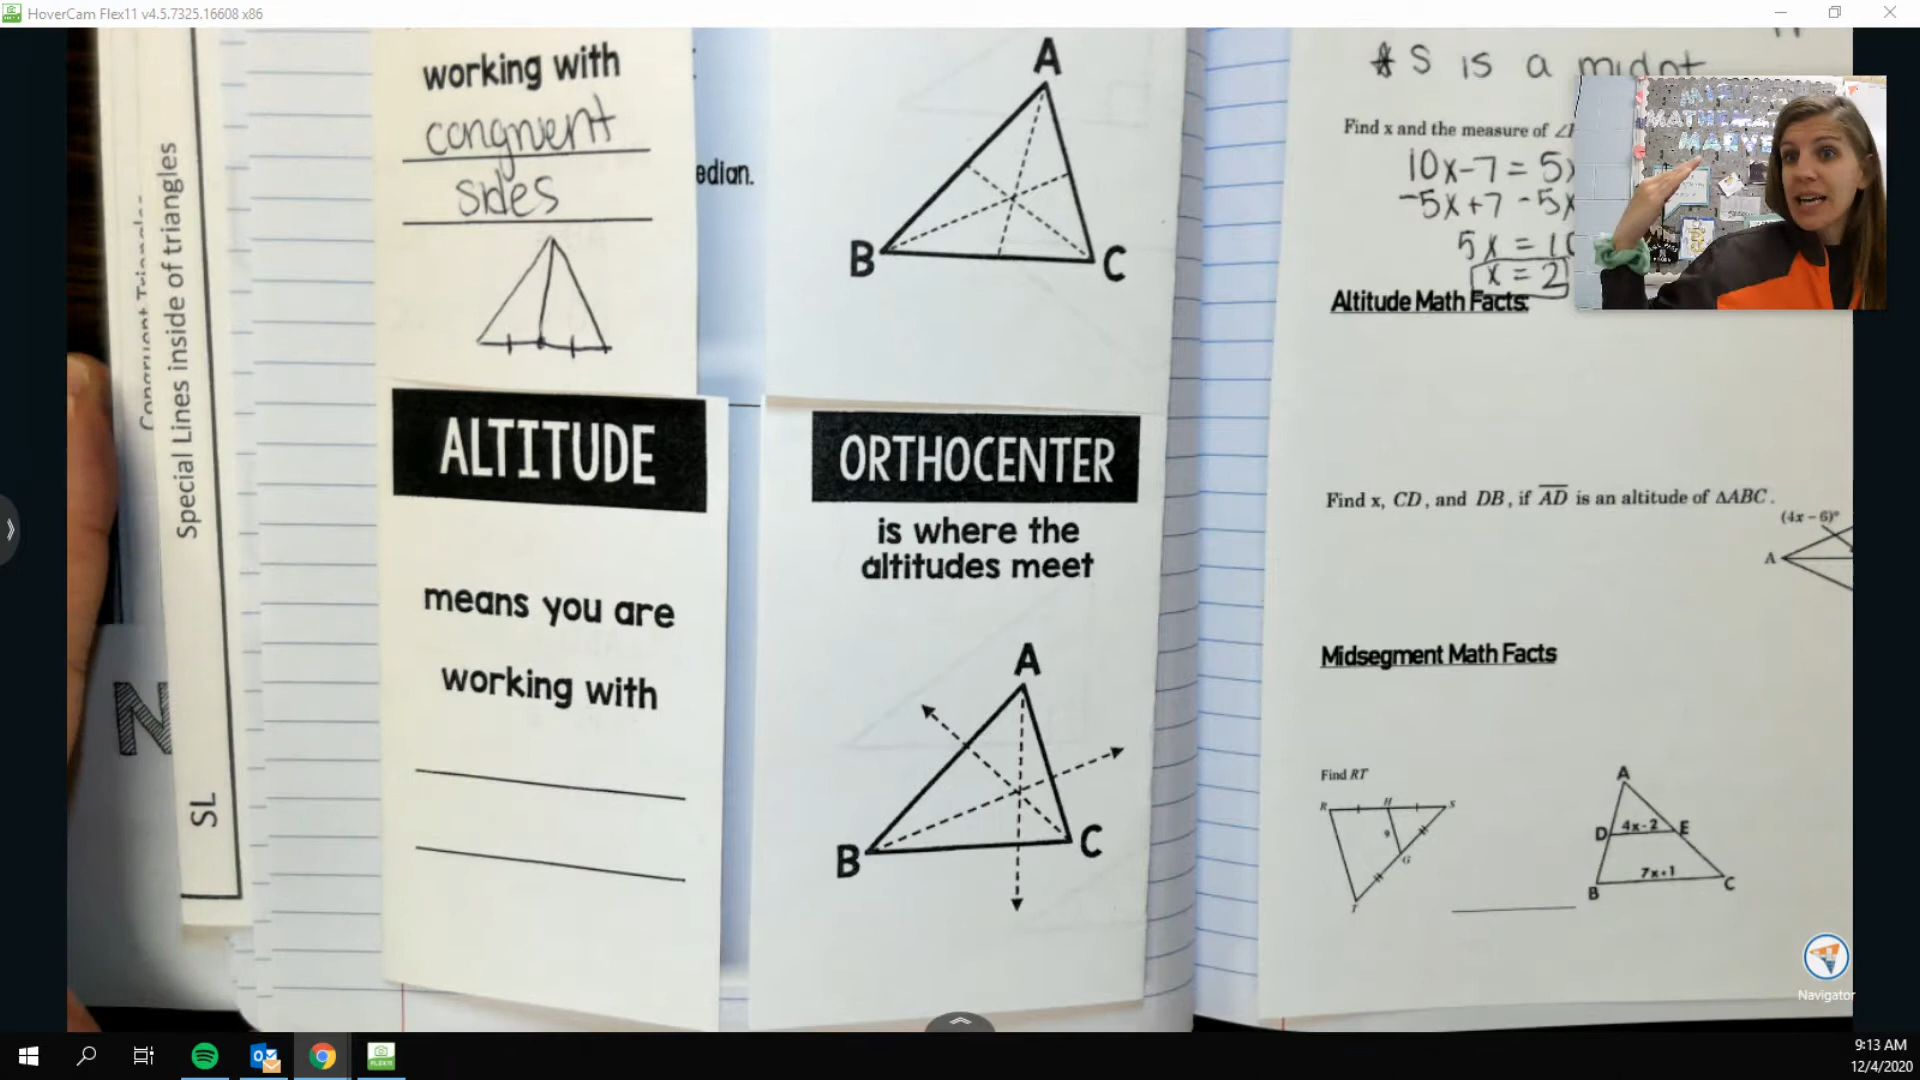 HoverCam Flex11 v4.5.7325.16608 x86
Special Lines inside of triangles
SL
N
working with
congruent
sides
edian.
A
B
C
ALTITUDE
means you are
working with
ORTHOCENTER
is where the
altitudes meet
A
B
C
* S is a midpt
Find x and the measure of ∠
10x-7 = 5x
-5x+7 -5x
5x = 10
x = 2
Altitude Math Facts:
Find x, CD, and DB, if AD is an altitude of ΔABC.
(4x - 6)°
A
Midsegment Math Facts
Find RT
R H S
9
G
T
A
D 4x-2 E
7x+1
B C
Navigator
9:13 AM
12/4/2020